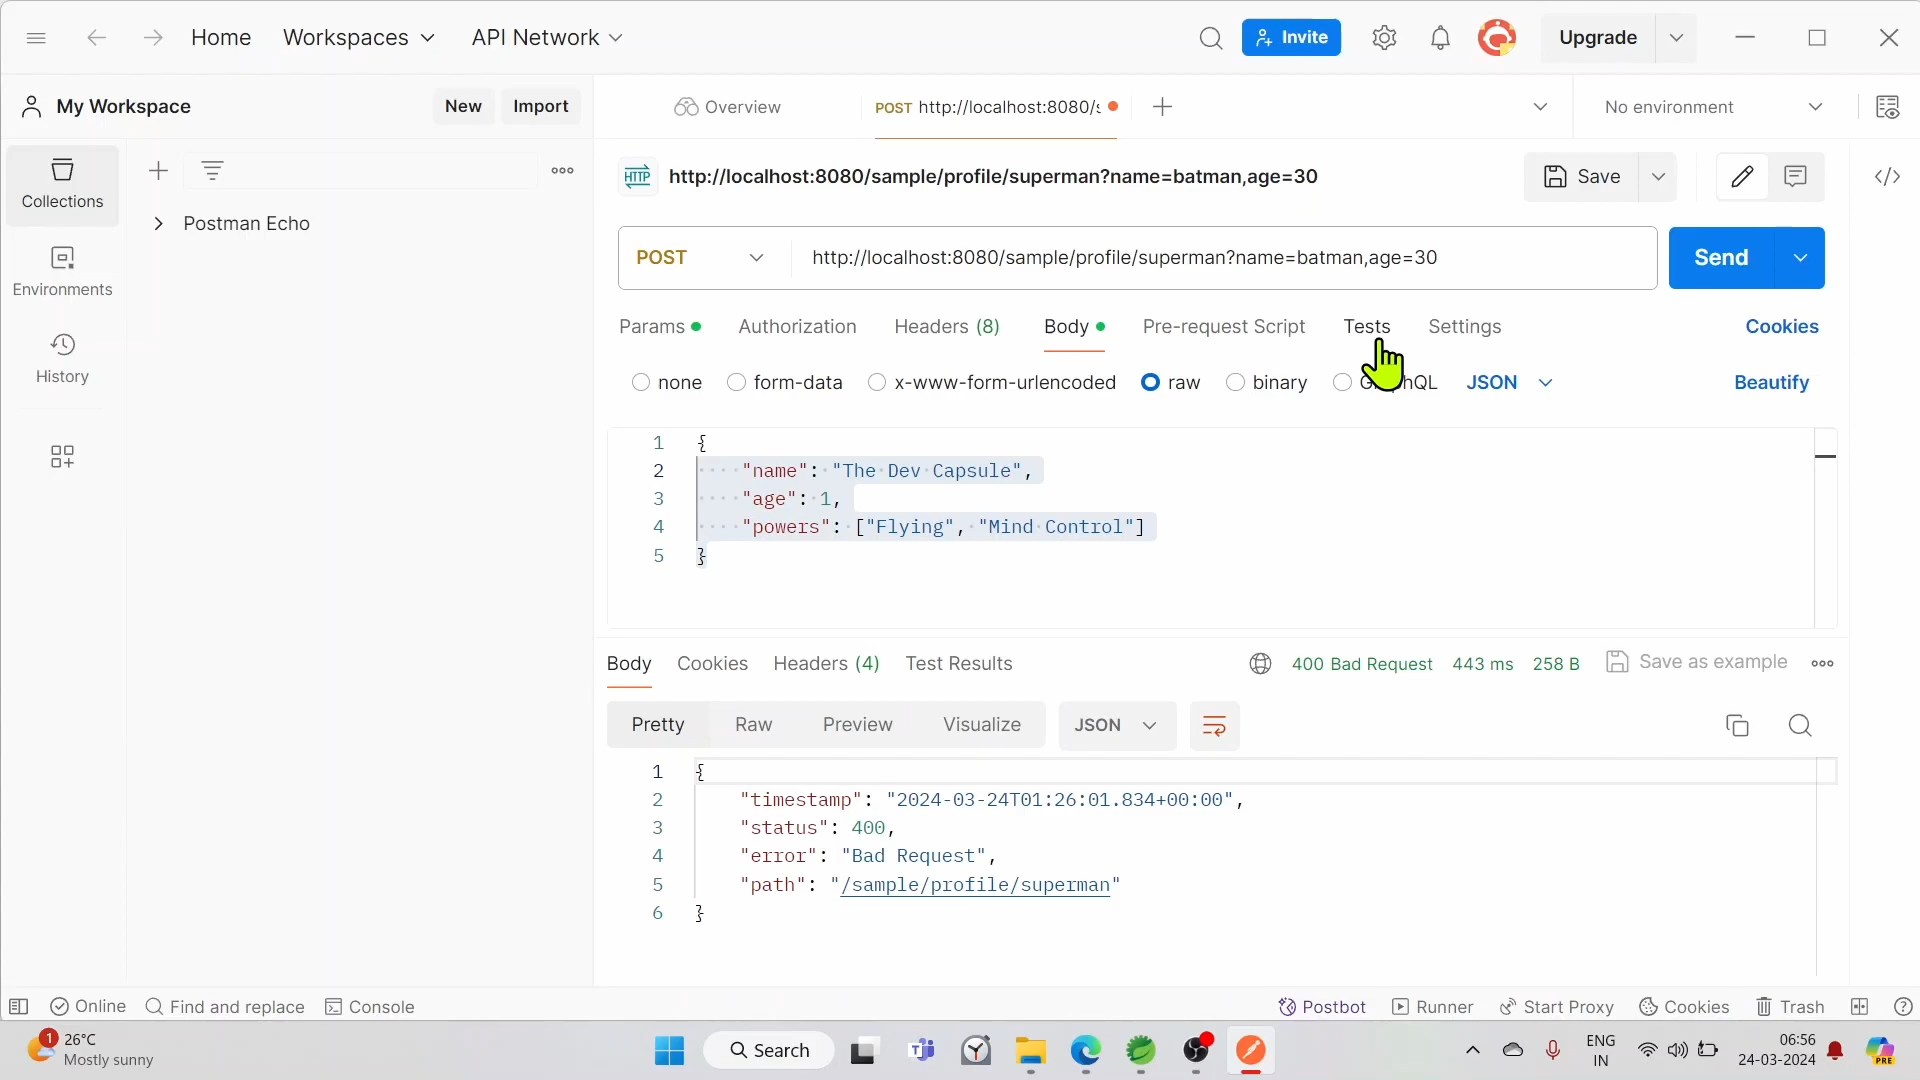 Home Workspaces API Network Invite Upgrade
My Workspace New Import Overview POST http://localhost:8080/s No environment
Collections
Environments
History
Postman Echo
HTTP http://localhost:8080/sample/profile/superman?name=batman,age=30 Save
POST http://localhost:8080/sample/profile/superman?name=batman,age=30 Send
Params Authorization Headers (8) Body Pre-request Script Tests Settings Cookies
none form-data x-www-form-urlencoded raw binary GraphQL JSON Beautify
1 {
2 "name": "The Dev Capsule",
3 "age": 1,
4 "powers": ["Flying", "Mind Control"]
5 }
Body Cookies Headers (4) Test Results 400 Bad Request 443 ms 258 B Save as example
Pretty Raw Preview Visualize JSON
1 {
2 "timestamp": "2024-03-24T01:26:01.834+00:00",
3 "status": 400,
4 "error": "Bad Request",
5 "path": "/sample/profile/superman"
6 }
Online Find and replace Console Postbot Runner Start Proxy Cookies Trash
1 26°C
Mostly sunny
Search
ENG
IN
06:56
24-03-2024
PRE